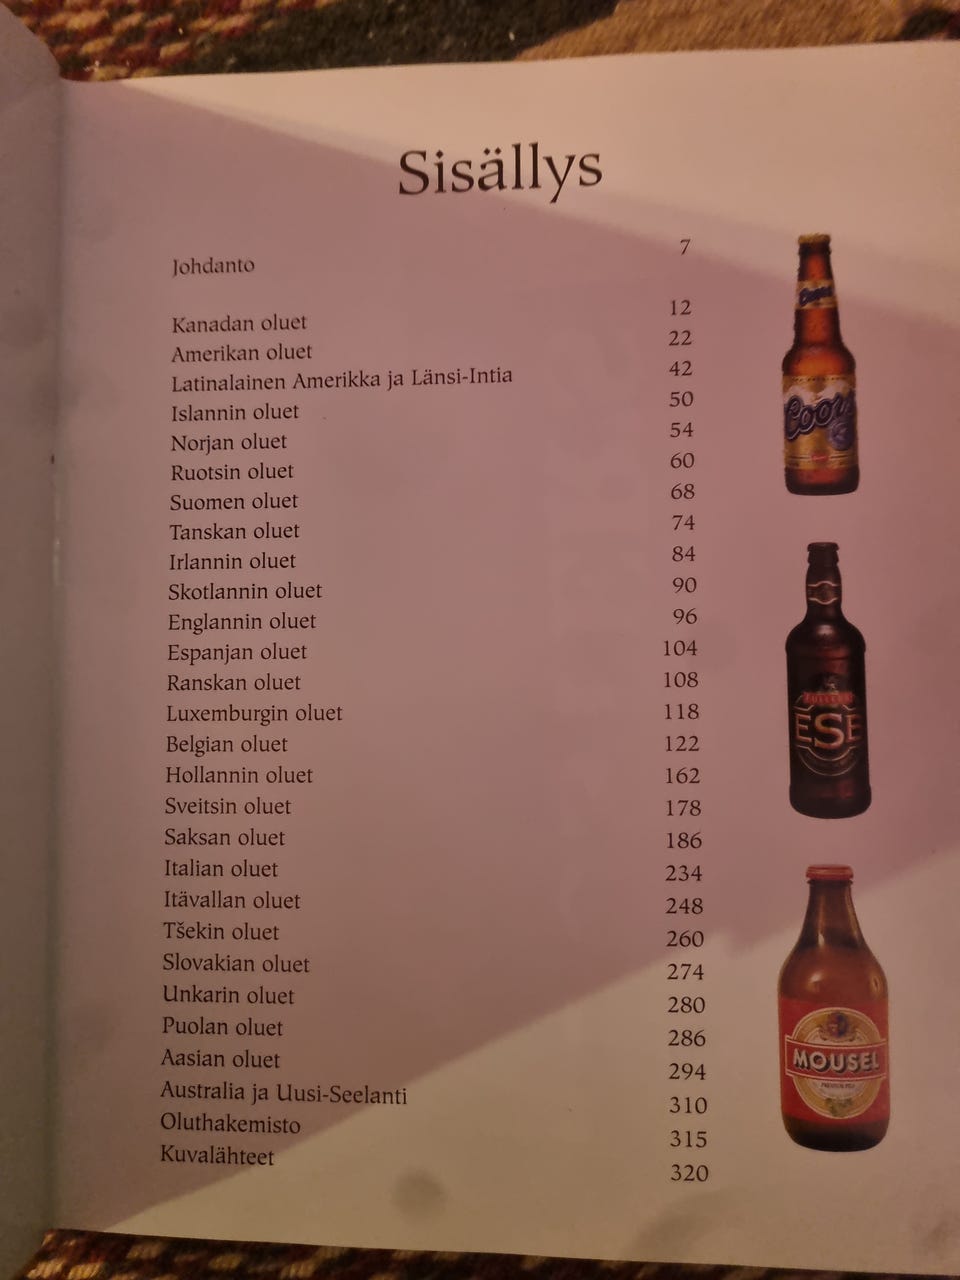 Sisällys
Johdanto 7
Kanadan oluet 12
Amerikan oluet 22
Latinalainen Amerikka ja Länsi-Intia 42
Islannin oluet 50
Norjan oluet 54
Ruotsin oluet 60
Suomen oluet 68
Tanskan oluet 74
Irlannin oluet 84
Skotlannin oluet 90
Englannin oluet 96
Espanjan oluet 104
Ranskan oluet 108
Luxemburgin oluet 118
Belgian oluet 122
Hollannin oluet 162
Sveitsin oluet 178
Saksan oluet 186
Italian oluet 234
Itävallan oluet 248
Tšekin oluet 260
Slovakian oluet 274
Unkarin oluet 280
Puolan oluet 286
Aasian oluet 294
Australia ja Uusi-Seelanti 310
Oluthakemisto 315
Kuvalähteet 320
Coors
Coors
ESB
MOUSEL
PREMIUM PILS